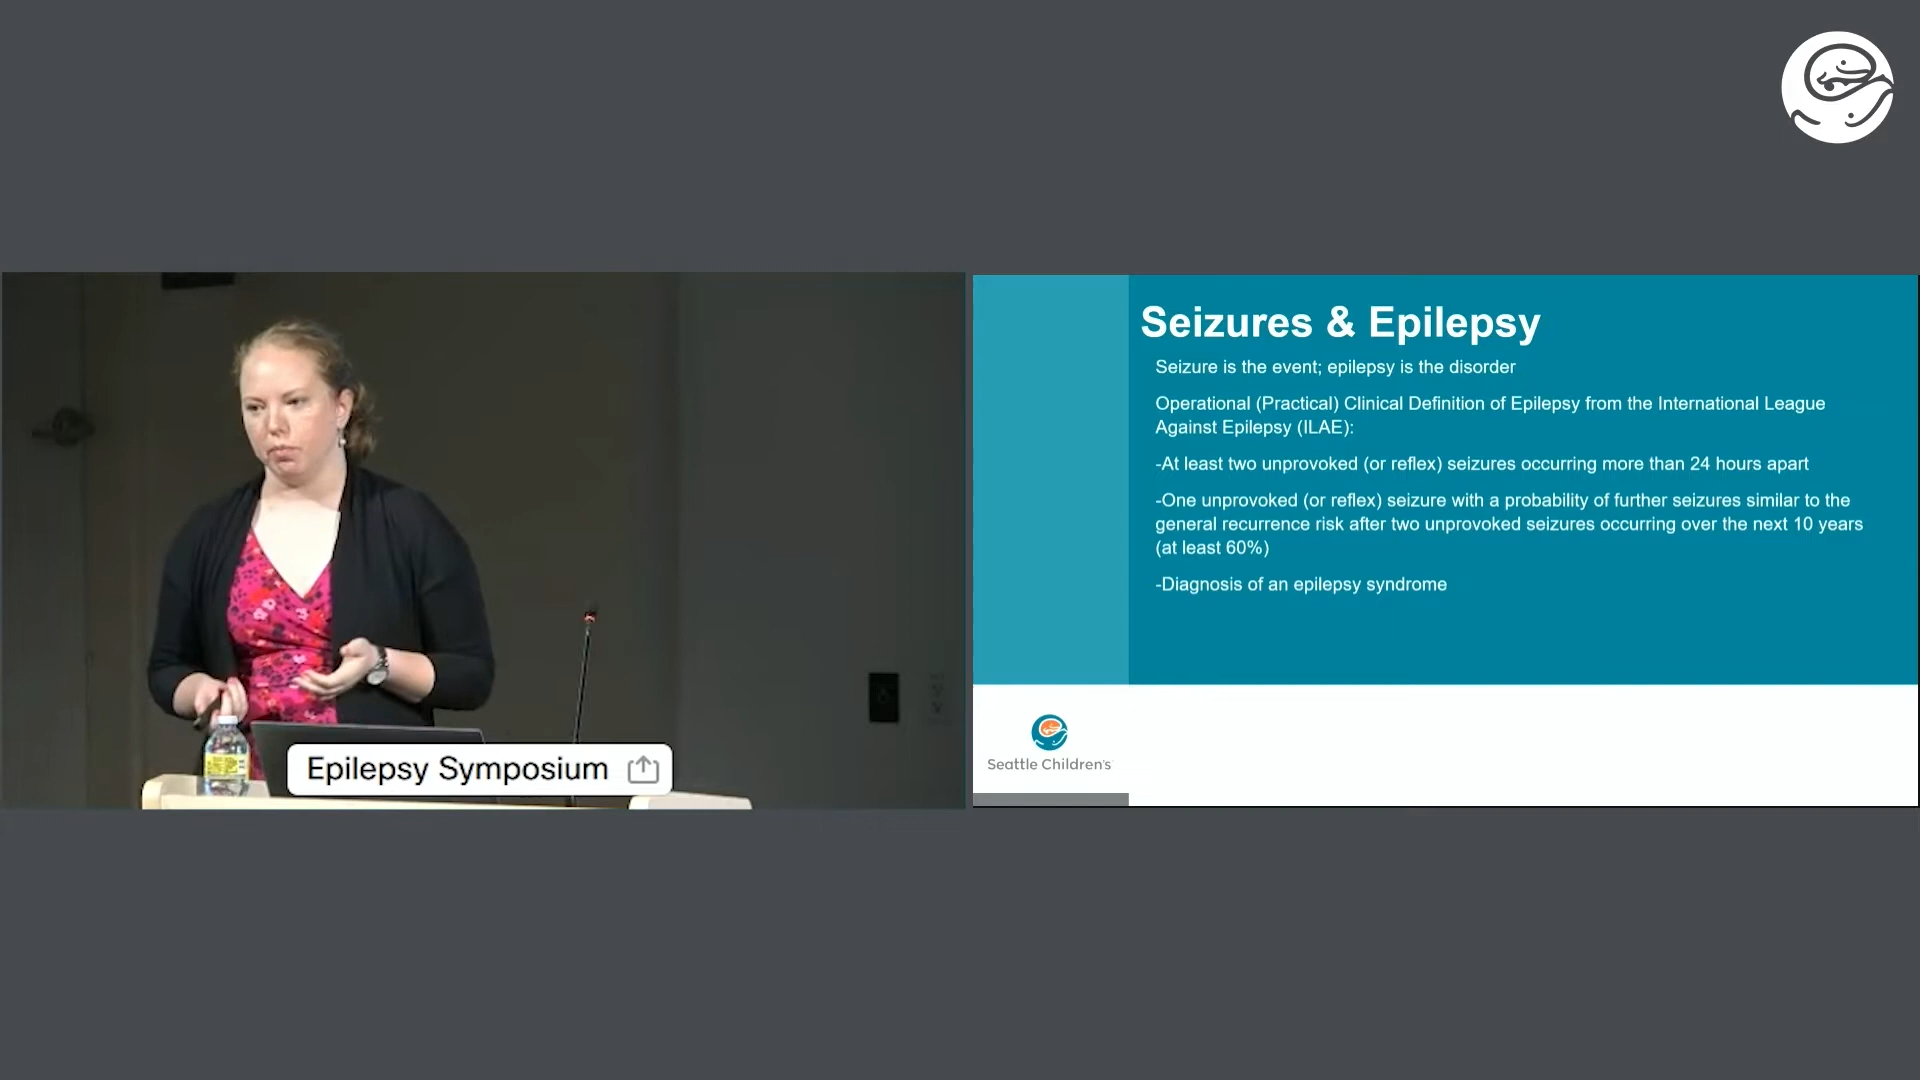 Epilepsy Symposium
Seizures & Epilepsy
Seizure is the event; epilepsy is the disorder
Operational (Practical) Clinical Definition of Epilepsy from the International League
Against Epilepsy (ILAE):
-At least two unprovoked (or reflex) seizures occurring more than 24 hours apart
-One unprovoked (or reflex) seizure with a probability of further seizures similar to the
general recurrence risk after two unprovoked seizures occurring over the next 10 years
(at least 60%)
-Diagnosis of an epilepsy syndrome
Seattle Children's